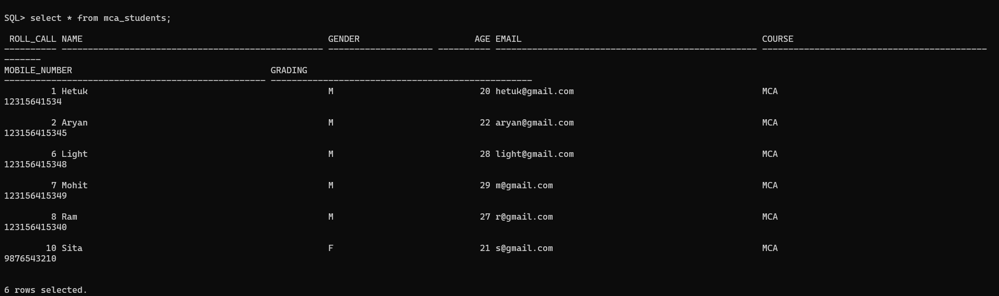 SQL> select * from mca_students;
 ROLL_CALL NAME                                               GENDER                      AGE EMAIL                                              COURSE
---------- -------------------------------------------------- -------------------- ---------- -------------------------------------------------- -------------------------------------------
-------
MOBILE_NUMBER                                      GRADING
-------------------------------------------------- --------------------------------------------------
         1 Hetuk                                              M                            20 hetuk@gmail.com                                    MCA
12315641534
         2 Aryan                                              M                            22 aryan@gmail.com                                    MCA
123156415345
         6 Light                                              M                            28 light@gmail.com                                    MCA
123156415348
         7 Mohit                                              M                            29 m@gmail.com                                        MCA
123156415349
         8 Ram                                                M                            27 r@gmail.com                                        MCA
123156415340
        10 Sita                                               F                            21 s@gmail.com                                        MCA
9876543210
6 rows selected.